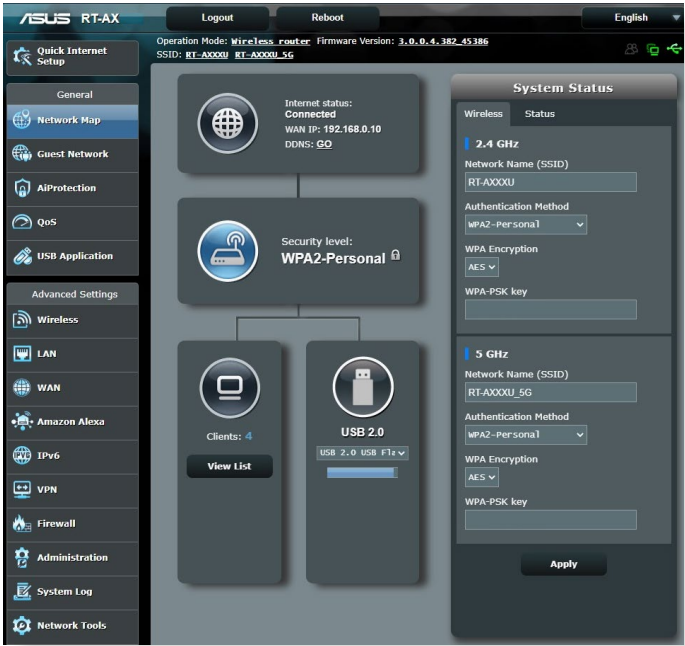 ASUS RT-AX
Logout
Reboot
English
Quick Internet
Setup
Operation Mode: Wireless router Firmware Version: 3.0.0.4.382_45386
SSID: RT-AXXXU RT-AXXXU_5G
General
Network Map
Guest Network
AiProtection
QoS
USB Application
Advanced Settings
Wireless
LAN
WAN
Amazon Alexa
IPv6
VPN
Firewall
Administration
System Log
Network Tools
Internet status:
Connected
WAN IP: 192.168.0.10
DDNS: GO
Security level:
WPA2-Personal
Clients: 4
View List
USB 2.0
USB 2.0 USB Fla
System Status
Wireless
Status
2.4 GHz
Network Name (SSID)
RT-AXXXU
Authentication Method
WPA2-Personal
WPA Encryption
AES
WPA-PSK key
5 GHz
Network Name (SSID)
RT-AXXXU_5G
Authentication Method
WPA2-Personal
WPA Encryption
AES
WPA-PSK key
Apply